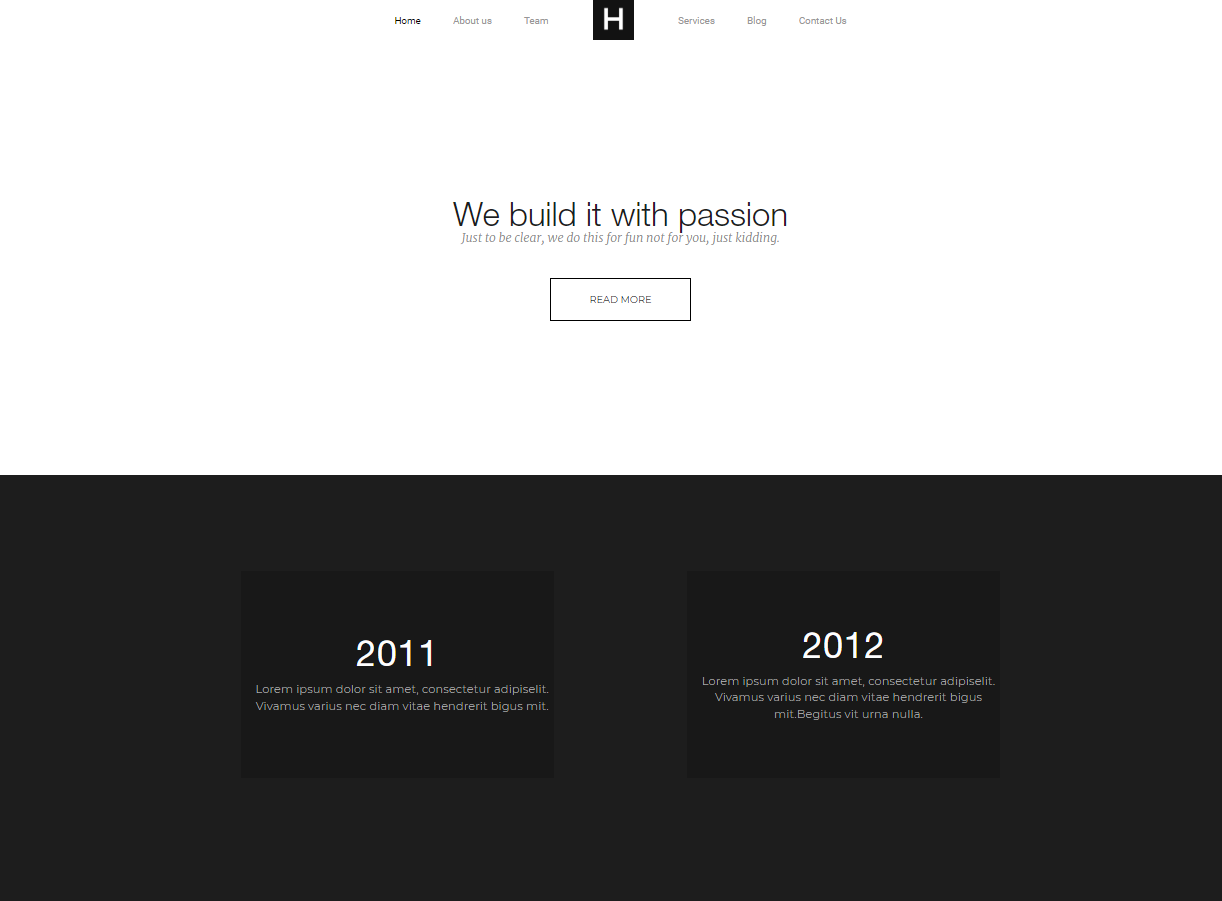 Home About us Team H Services Blog Contact Us
We build it with passion
Just to be clear, we do this for fun not for you, just kidding.
READ MORE
2011
Lorem ipsum dolor sit amet, consectetur adipiselit.
Vivamus varius nec diam vitae hendrerit bigus mit.
2012
Lorem ipsum dolor sit amet, consectetur adipiselit.
Vivamus varius nec diam vitae hendrerit bigus
mit.Begitus vit urna nulla.